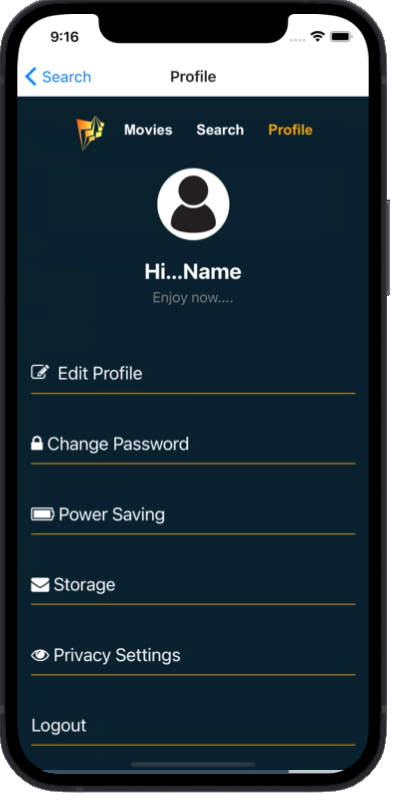 9:16
Search
Profile
Movies Search Profile
Hi...Name
Enjoy now....
Edit Profile
Change Password
Power Saving
Storage
Privacy Settings
Logout